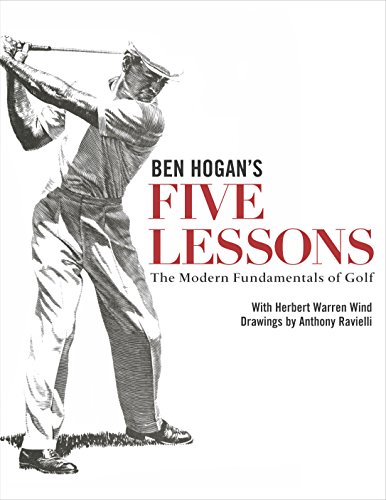 BEN HOGAN'S
FIVE
LESSONS
The Modern Fundamentals of Golf
With Herbert Warren Wind
Drawings by Anthony Ravielli